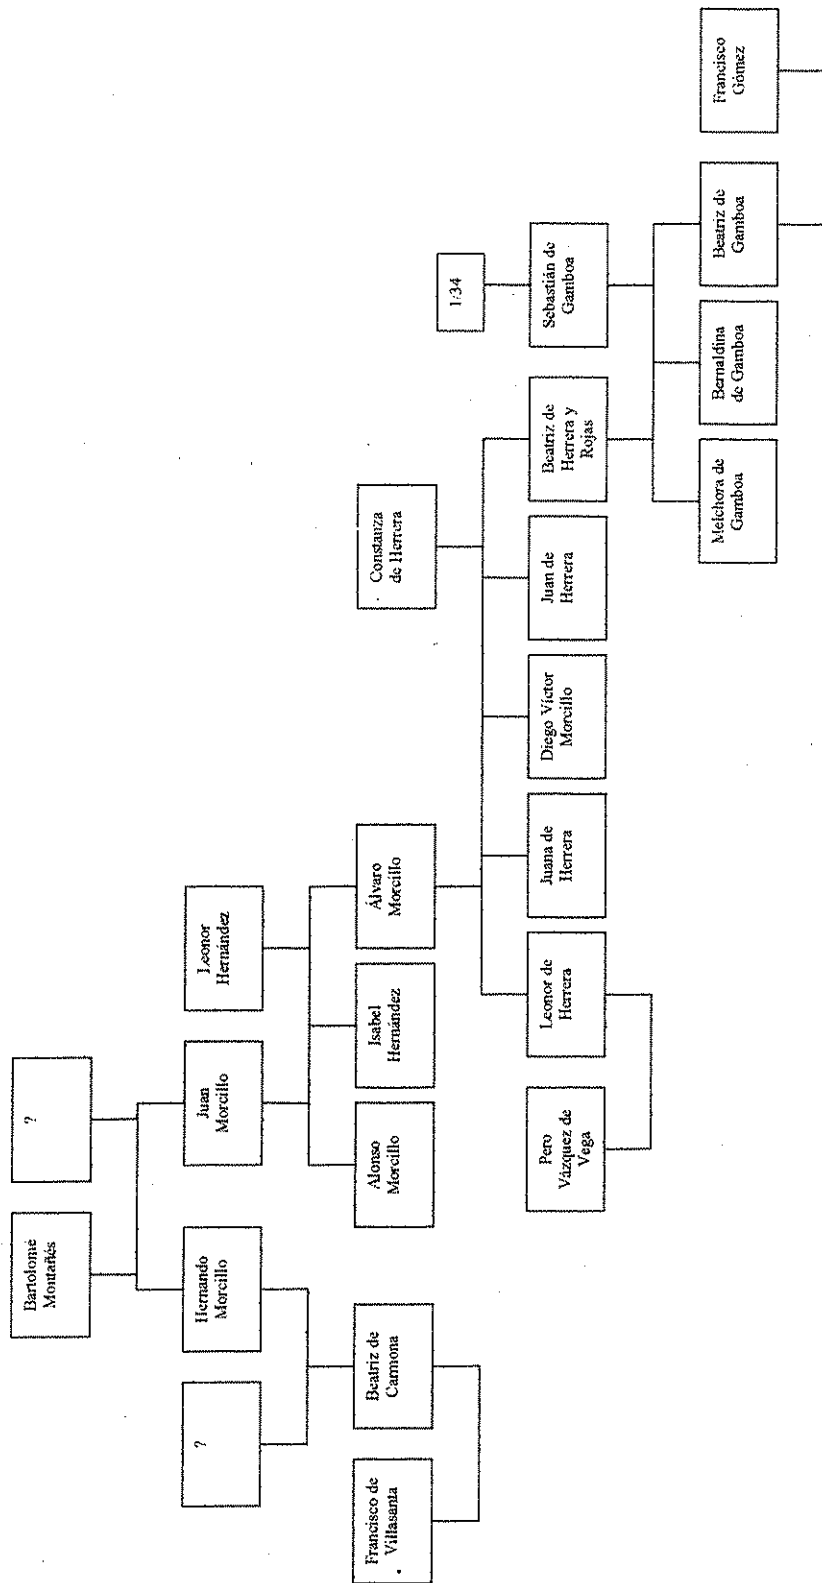 Bartolomé
Montañés
?
?
Hernando
Morcillo
Juan
Morcillo
Leonor
Hernández
Francisco de
Villasanta
Beatriz de
Carmona
Alonso
Morcillo
Isabel
Hernández
Álvaro
Morcillo
Constanza
de Herrera
1/34
Pero
Vázquez de
Vega
Leonor de
Herrera
Juana de
Herrera
Diego Víctor
Morcillo
Juan de
Herrera
Beatriz de
Herrera y
Rojas
Sebastián de
Gamboa
Melchora de
Gamboa
Bernaldina
de Gamboa
Beatriz de
Gamboa
Francisco
Gómez